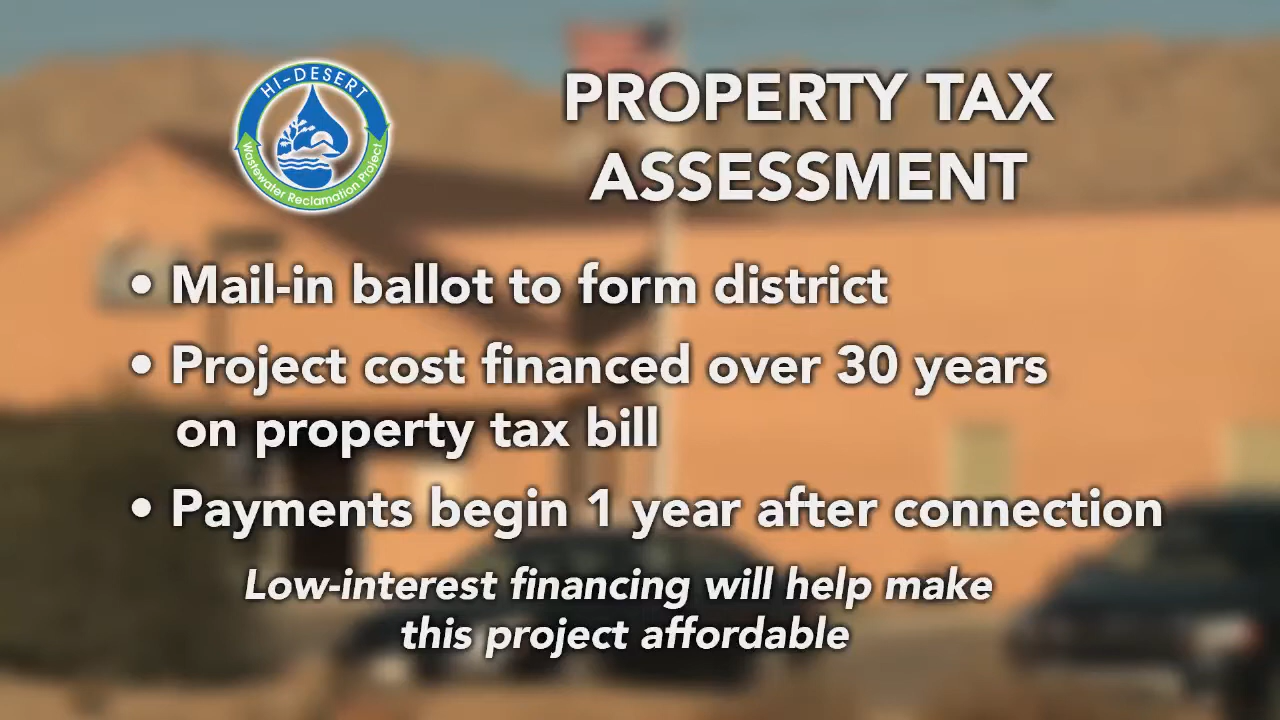 HI-DESERT
Wastewater Reclamation Project
PROPERTY TAX
ASSESSMENT
• Mail-in ballot to form district
• Project cost financed over 30 years
on property tax bill
• Payments begin 1 year after connection
Low-interest financing will help make
this project affordable